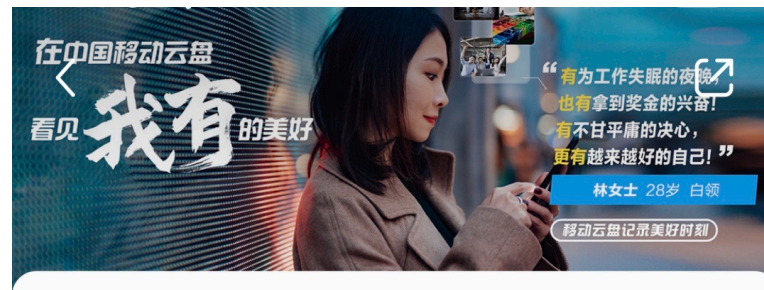 在中国移动云盘
看见我有的美好
“有为工作失眠的夜晚，
也有拿到奖金的兴奋！
有不甘平庸的决心，
更有越来越好的自己！”
林女士 28岁 白领
移动云盘记录美好时刻